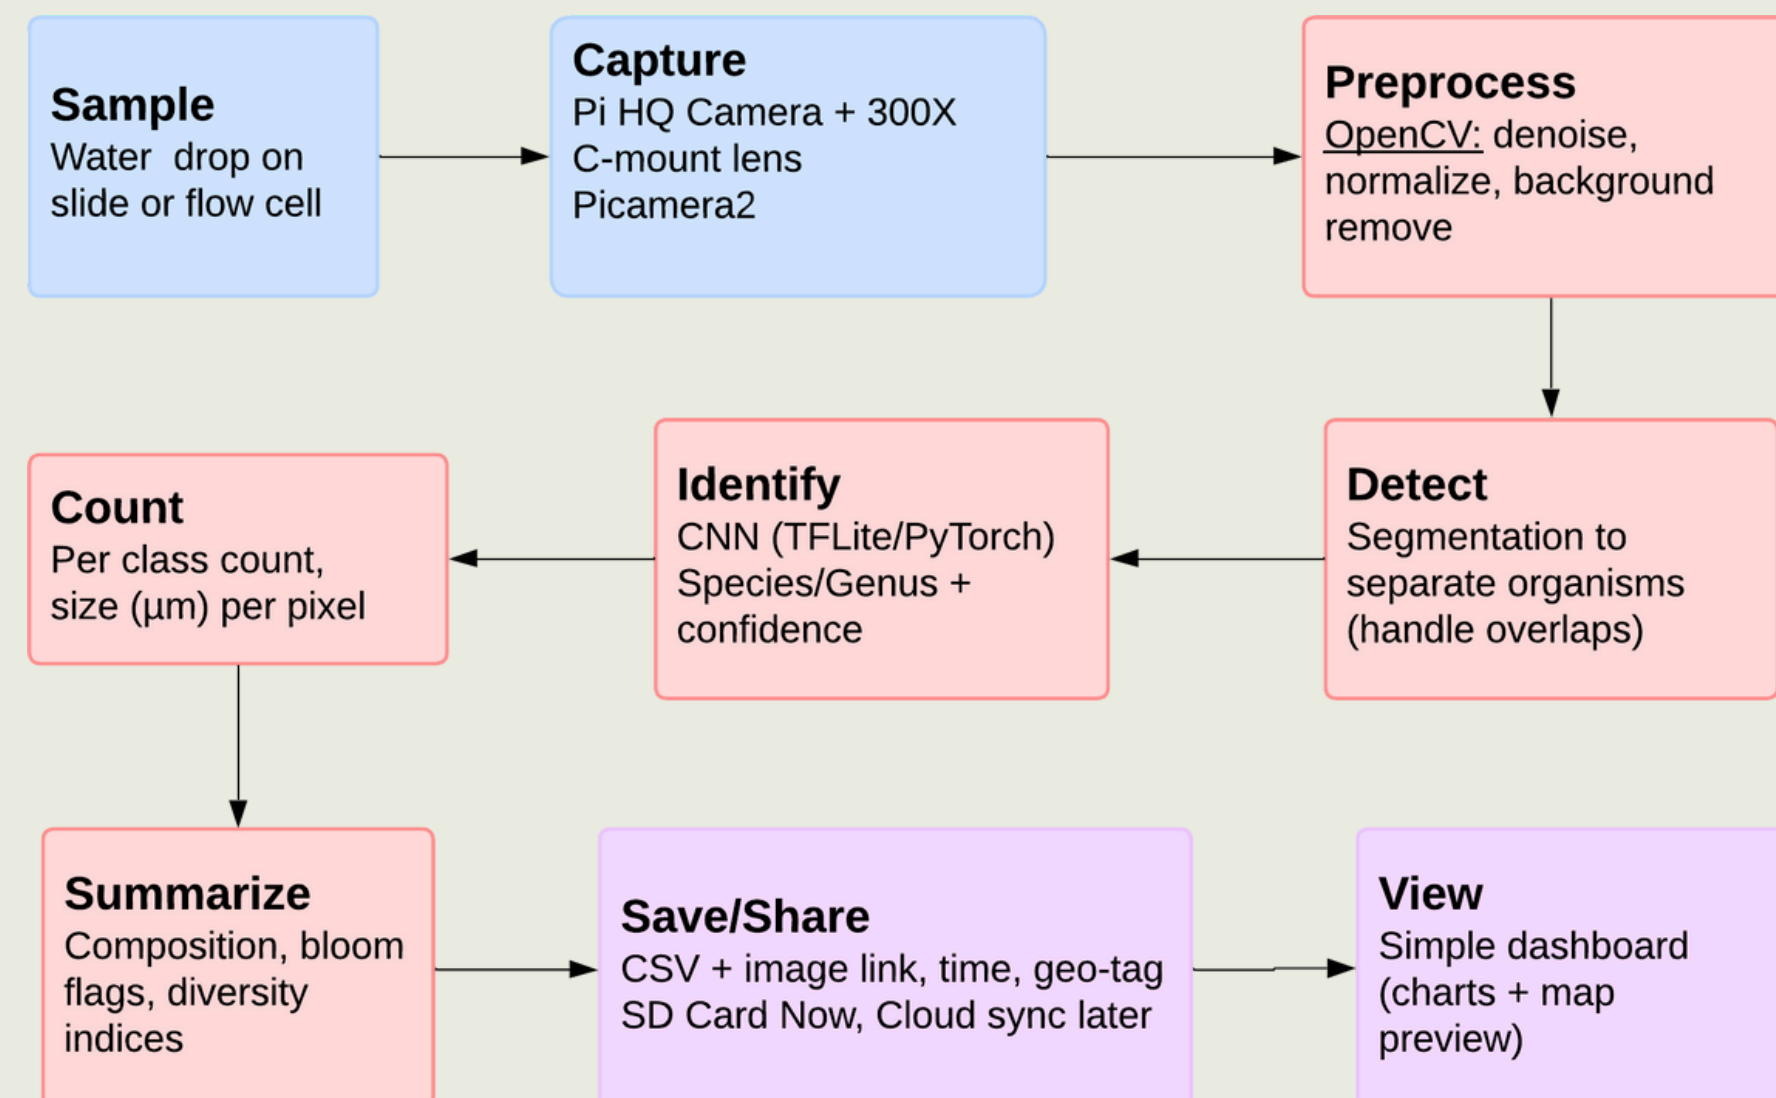 Sample
Water  drop on
slide or flow cell
Capture
Pi HQ Camera + 300X
C-mount lens
Picamera2
Preprocess
OpenCV: denoise,
normalize, background
remove
Detect
Segmentation to
separate organisms
(handle overlaps)
Identify
CNN (TFLite/PyTorch)
Species/Genus +
confidence
Count
Per class count,
size (µm) per pixel
Summarize
Composition, bloom
flags, diversity
indices
Save/Share
CSV + image link, time, geo-tag
SD Card Now, Cloud sync later
View
Simple dashboard
(charts + map
preview)